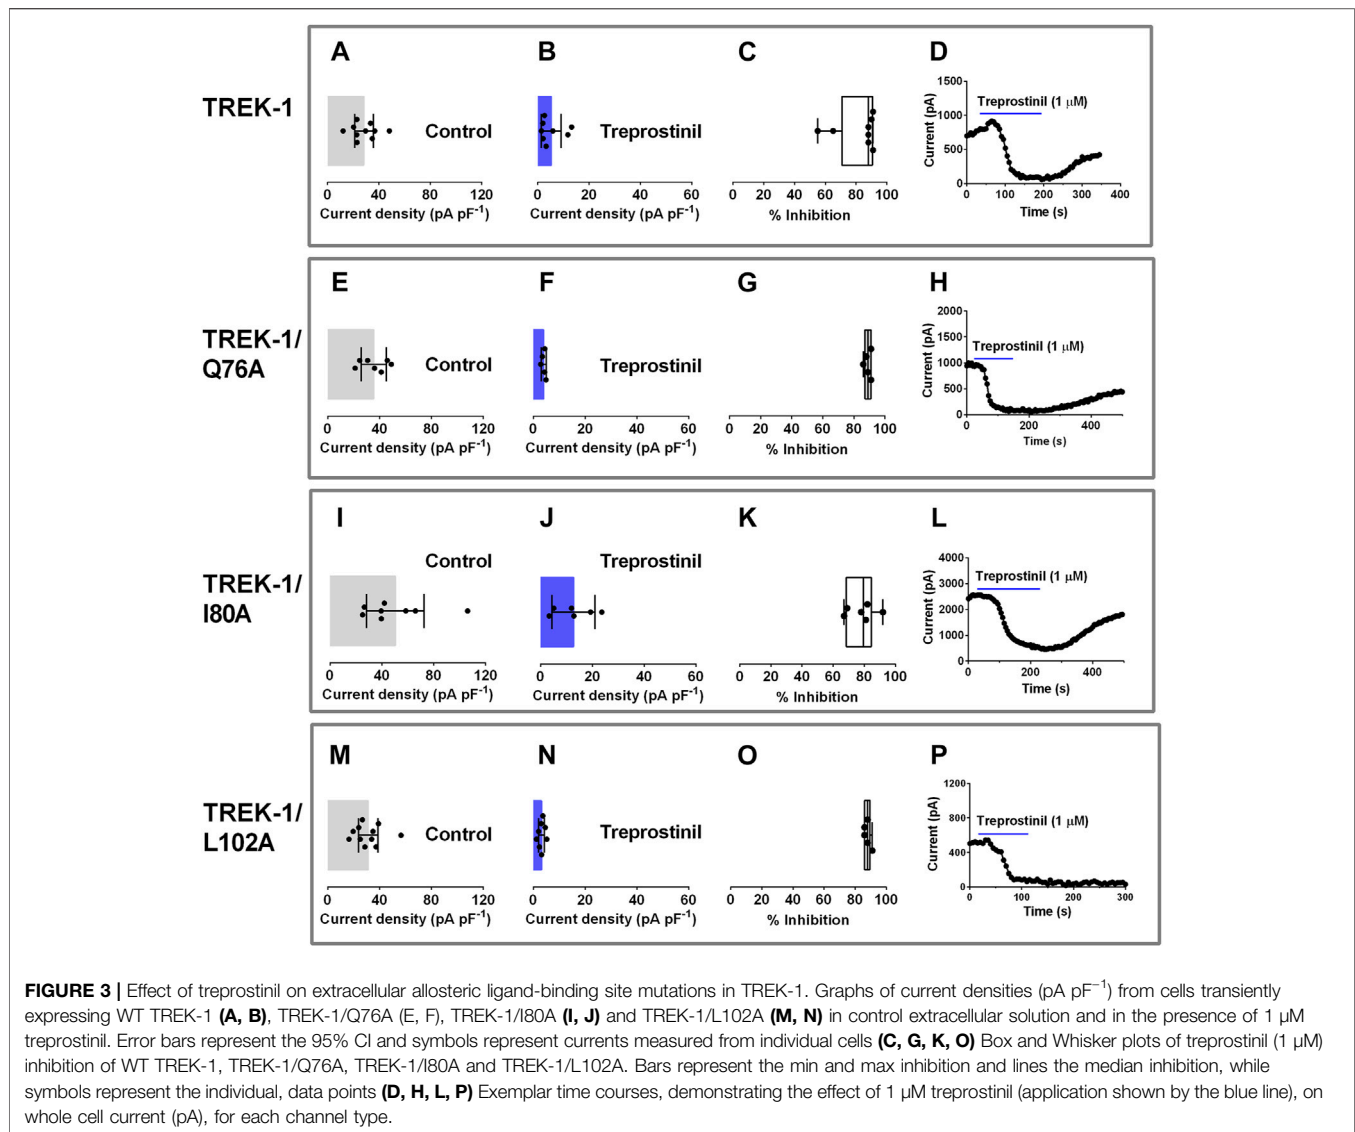 A B C D
TREK-1
Control
Treprostinil
1500
1000
500
0
Current (pA)
Treprostinil (1 µM)
0 100 200 300 400
Time (s)
0 40 80 120
Current density (pA pF⁻¹)
0 20 40 60
Current density (pA pF⁻¹)
0 20 40 60 80 100
% Inhibition
E F G H
TREK-1/
Q76A
Control
Treprostinil
2000
1500
1000
500
0
Current (pA)
Treprostinil (1 µM)
0 200 400
Time (s)
0 40 80 120
Current density (pA pF⁻¹)
0 20 40 60
Current density (pA pF⁻¹)
0 20 40 60 80 100
% Inhibition
I J K L
TREK-1/
I80A
Control
Treprostinil
4000
3000
2000
1000
0
Current (pA)
Treprostinil (1 µM)
0 200 400
Time (s)
0 40 80 120
Current density (pA pF⁻¹)
0 20 40 60
Current density (pA pF⁻¹)
0 20 40 60 80 100
% Inhibition
M N O P
TREK-1/
L102A
Control
Treprostinil
1200
800
400
0
Current (pA)
Treprostinil (1 µM)
0 100 200 300
Time (s)
0 40 80 120
Current density (pA pF⁻¹)
0 20 40 60
Current density (pA pF⁻¹)
0 20 40 60 80 100
% Inhibition
FIGURE 3 | Effect of treprostinil on extracellular allosteric ligand-binding site mutations in TREK-1. Graphs of current densities (pA pF⁻¹) from cells transiently
expressing WT TREK-1 (A, B), TREK-1/Q76A (E, F), TREK-1/I80A (I, J) and TREK-1/L102A (M, N) in control extracellular solution and in the presence of 1 µM
treprostinil. Error bars represent the 95% CI and symbols represent currents measured from individual cells (C, G, K, O) Box and Whisker plots of treprostinil (1 µM)
inhibition of WT TREK-1, TREK-1/Q76A, TREK-1/I80A and TREK-1/L102A. Bars represent the min and max inhibition and lines the median inhibition, while
symbols represent the individual, data points (D, H, L, P) Exemplar time courses, demonstrating the effect of 1 µM treprostinil (application shown by the blue line), on
whole cell current (pA), for each channel type.